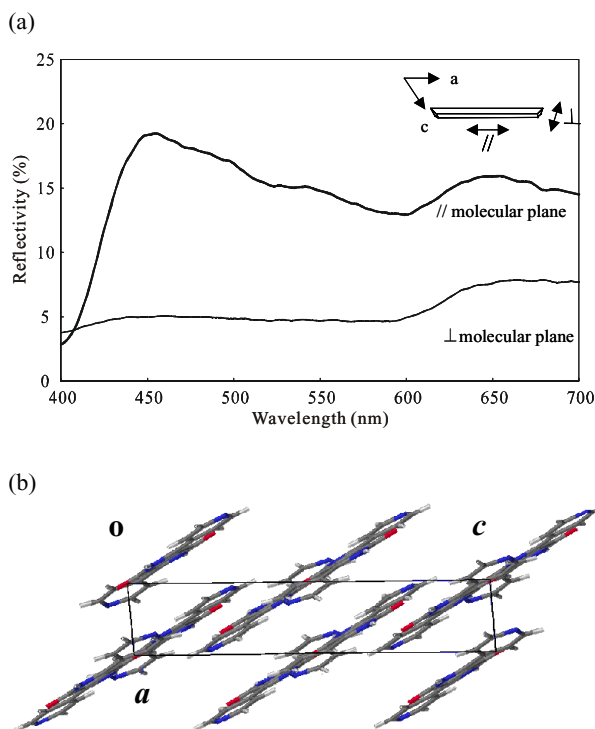 (a)
25
20
15
10
5
0
Reflectivity (%)
400 450 500 550 600 650 700
Wavelength (nm)
a
c
//
⊥
// molecular plane
⊥ molecular plane
(b)
o
c
a